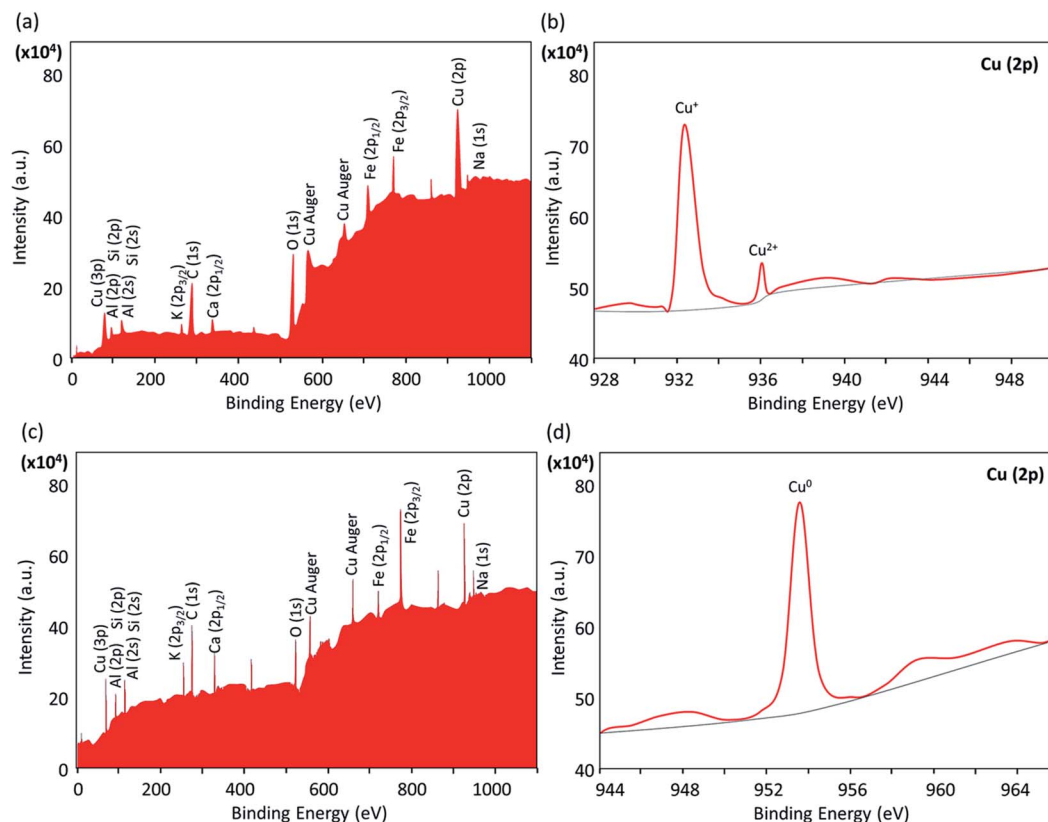 (a)
(x10⁴)
80
60
40
20
0
Intensity (a.u.)
Cu (3p)
Al (2p) Si (2p)
Al (2s) Si (2s)
K (2p3/2)
C (1s)
Ca (2p1/2)
O (1s)
Cu Auger
Cu Auger
Fe (2p1/2)
Fe (2p3/2)
Cu (2p)
Na (1s)
0 200 400 600 800 1000
Binding Energy (eV)
(b)
(x10⁴)
Cu (2p)
80
70
60
50
40
Intensity (a.u.)
Cu⁺
Cu²⁺
928 932 936 940 944 948
Binding Energy (eV)
(c)
(x10⁴)
80
60
40
20
0
Intensity (a.u.)
Cu (3p)
Al (2p) Si (2p)
Al (2s) Si (2s)
K (2p3/2)
C (1s)
Ca (2p1/2)
O (1s)
Cu Auger
Cu Auger
Fe (2p1/2)
Fe (2p3/2)
Cu (2p)
Na (1s)
0 200 400 600 800 1000
Binding Energy (eV)
(d)
(x10⁴)
Cu (2p)
80
70
60
50
40
Intensity (a.u.)
Cu⁰
944 948 952 956 960 964
Binding Energy (eV)